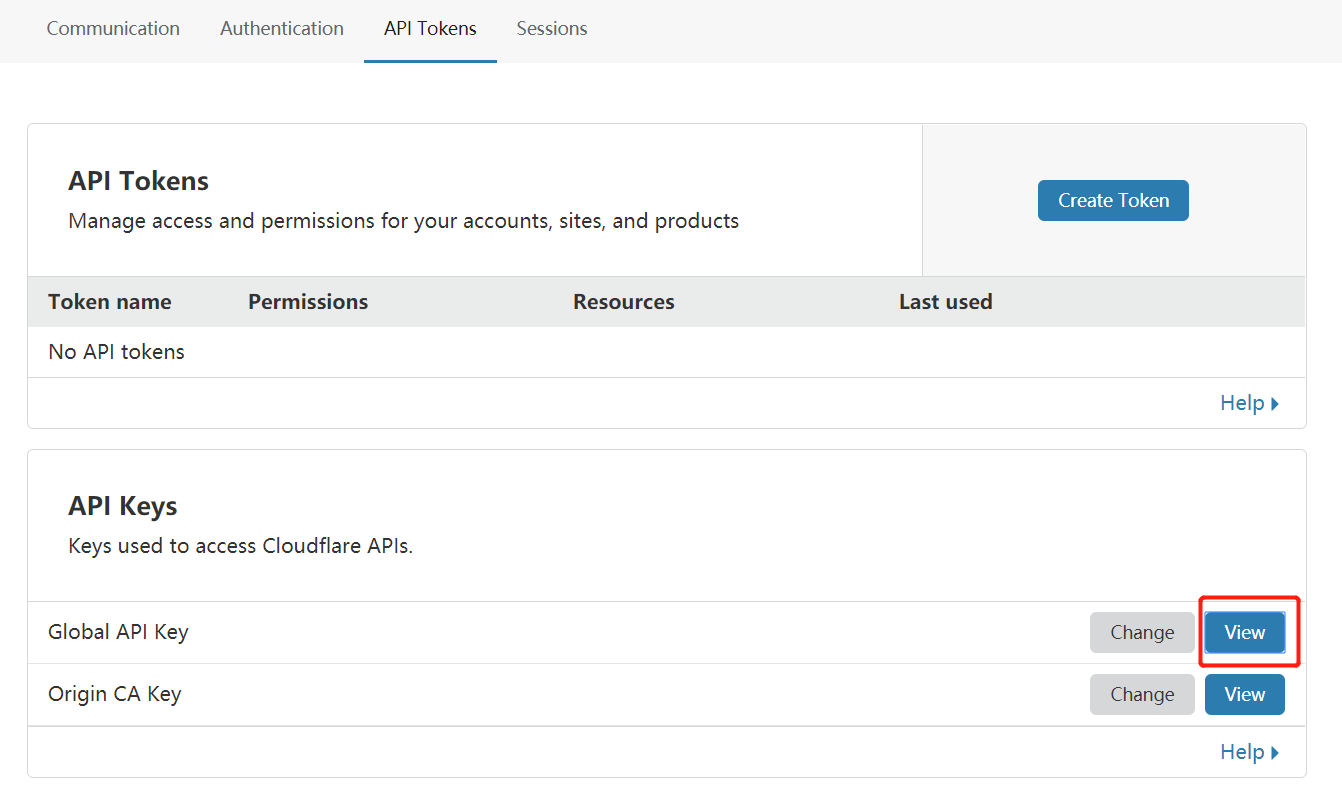 Communication Authentication API Tokens Sessions
API Tokens
Manage access and permissions for your accounts, sites, and products
Create Token
Token name Permissions Resources Last used
No API tokens
Help
API Keys
Keys used to access Cloudflare APIs.
Global API Key Change View
Origin CA Key Change View
Help